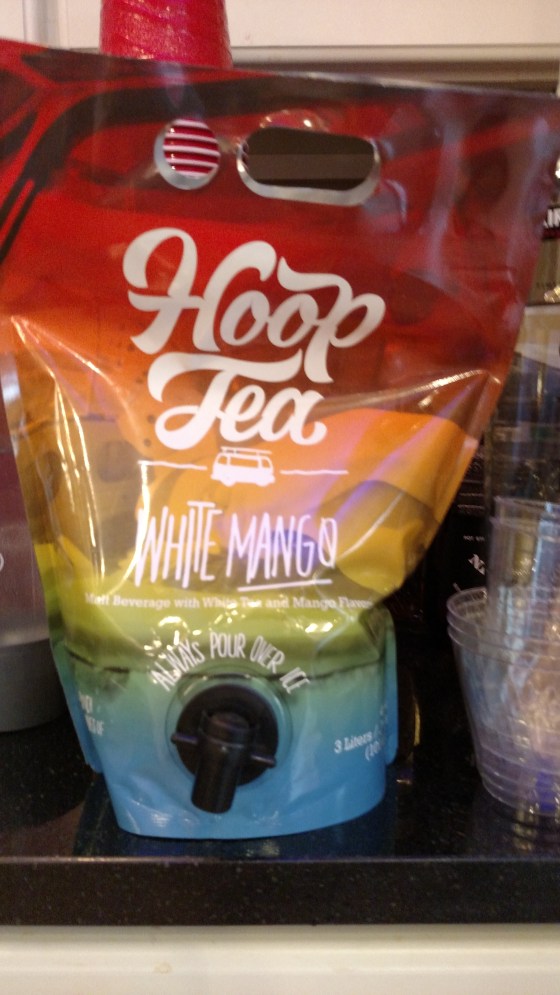 Hoop
Tea
WHITE MANGO
Malt Beverage with White Tea and Mango Flavor
ALWAYS POUR OVER ICE
3 Liters